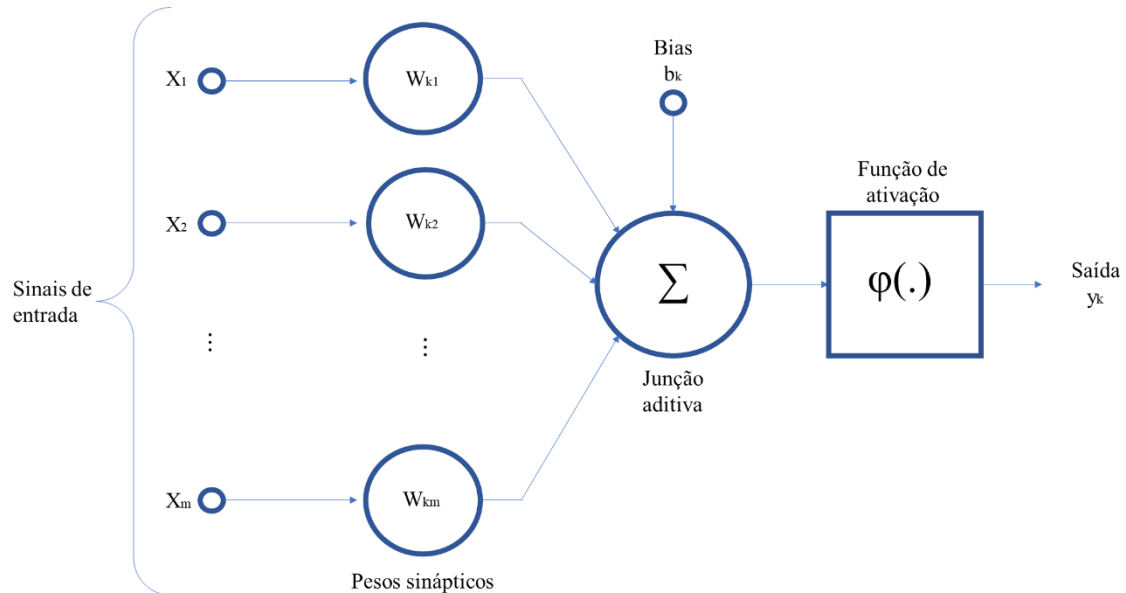 Sinais de
entrada
X1
X2
⋮
Xm
Wk1
Wk2
⋮
Wkm
Pesos sinápticos
Bias
bk
∑
Junção
aditiva
Função de
ativação
φ(.)
Saída
yk